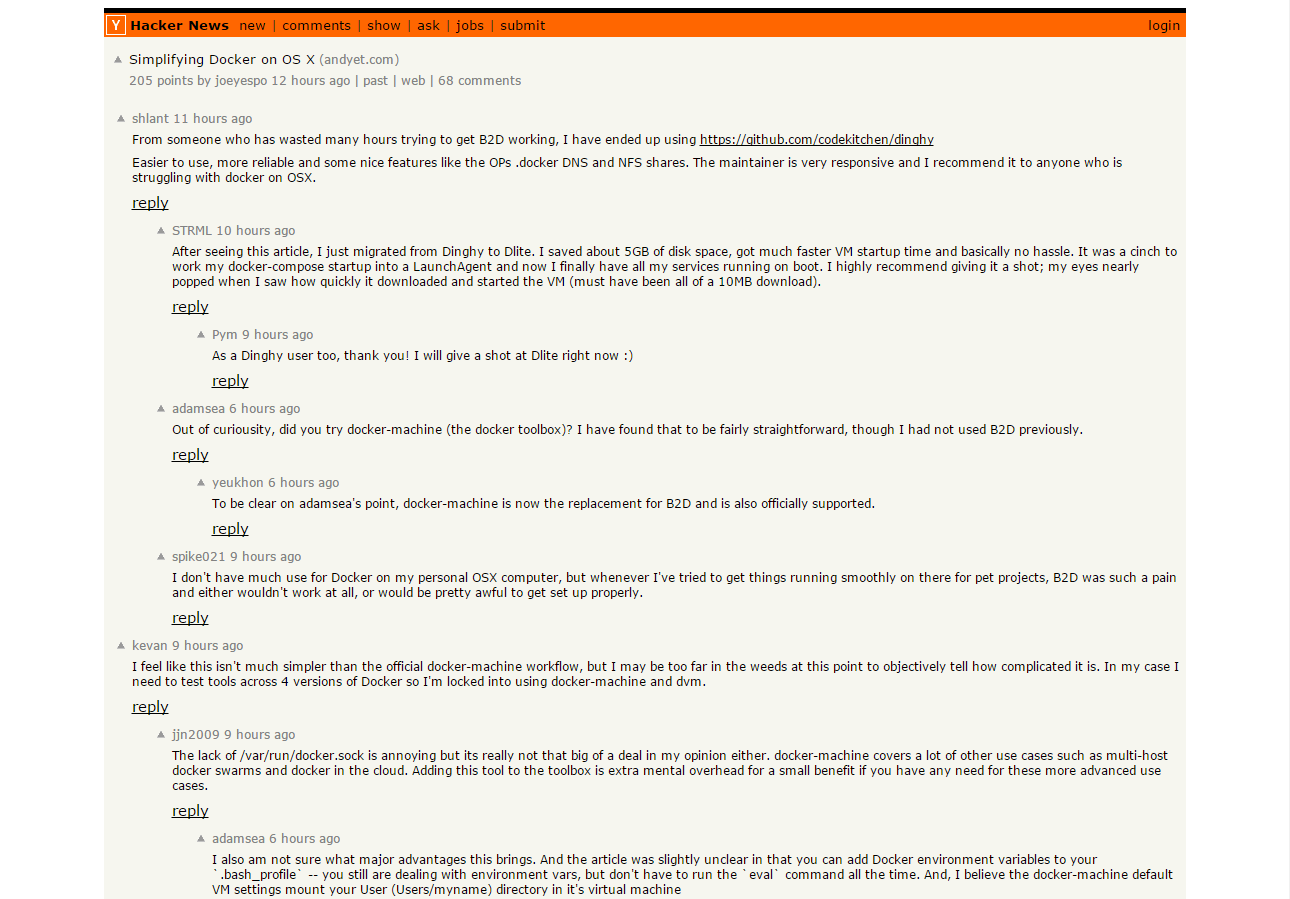 Y Hacker News new | comments | show | ask | jobs | submit login
Simplifying Docker on OS X (andyet.com)
205 points by joeyespo 12 hours ago | past | web | 68 comments
shlant 11 hours ago
From someone who has wasted many hours trying to get B2D working, I have ended up using https://github.com/codekitchen/dinghy
Easier to use, more reliable and some nice features like the OPs .docker DNS and NFS shares. The maintainer is very responsive and I recommend it to anyone who is
struggling with docker on OSX.
reply
STRML 10 hours ago
After seeing this article, I just migrated from Dinghy to Dlite. I saved about 5GB of disk space, got much faster VM startup time and basically no hassle. It was a cinch to
work my docker-compose startup into a LaunchAgent and now I finally have all my services running on boot. I highly recommend giving it a shot; my eyes nearly
popped when I saw how quickly it downloaded and started the VM (must have been all of a 10MB download).
reply
Pym 9 hours ago
As a Dinghy user too, thank you! I will give a shot at Dlite right now :)
reply
adamsea 6 hours ago
Out of curiousity, did you try docker-machine (the docker toolbox)? I have found that to be fairly straightforward, though I had not used B2D previously.
reply
yeukhon 6 hours ago
To be clear on adamsea's point, docker-machine is now the replacement for B2D and is also officially supported.
reply
spike021 9 hours ago
I don't have much use for Docker on my personal OSX computer, but whenever I've tried to get things running smoothly on there for pet projects, B2D was such a pain
and either wouldn't work at all, or would be pretty awful to get set up properly.
reply
kevan 9 hours ago
I feel like this isn't much simpler than the official docker-machine workflow, but I may be too far in the weeds at this point to objectively tell how complicated it is. In my case I
need to test tools across 4 versions of Docker so I'm locked into using docker-machine and dvm.
reply
jjn2009 9 hours ago
The lack of /var/run/docker.sock is annoying but its really not that big of a deal in my opinion either. docker-machine covers a lot of other use cases such as multi-host
docker swarms and docker in the cloud. Adding this tool to the toolbox is extra mental overhead for a small benefit if you have any need for these more advanced use
cases.
reply
adamsea 6 hours ago
I also am not sure what major advantages this brings. And the article was slightly unclear in that you can add Docker environment variables to your
`.bash_profile` -- you still are dealing with environment vars, but don't have to run the `eval` command all the time. And, I believe the docker-machine default
VM settings mount your User (Users/myname) directory in it's virtual machine